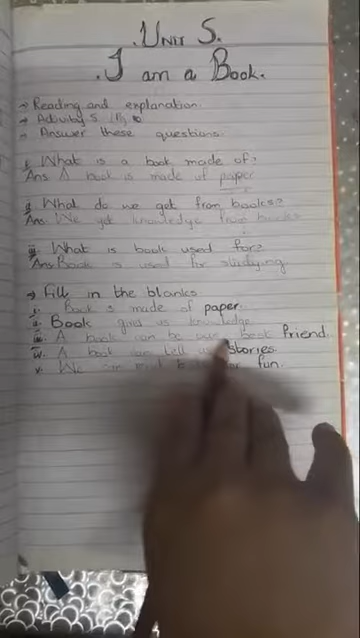 Unit 5.
I am a Book.
→ Reading and explanation.
→ Activity 5 (1),
→ Answer these questions.
i What is a book made of?
Ans A book is made of paper
ii What do we get from books?
Ans. We get knowledge from books
iii What is book used for?
Ans Book is used for studying
→ Fill in the blanks
i. Book's made of paper.
ii. Book give us knowledge
iii. A book can be our best friend
iv. A book can tell us stories.
v. We can read for fun.